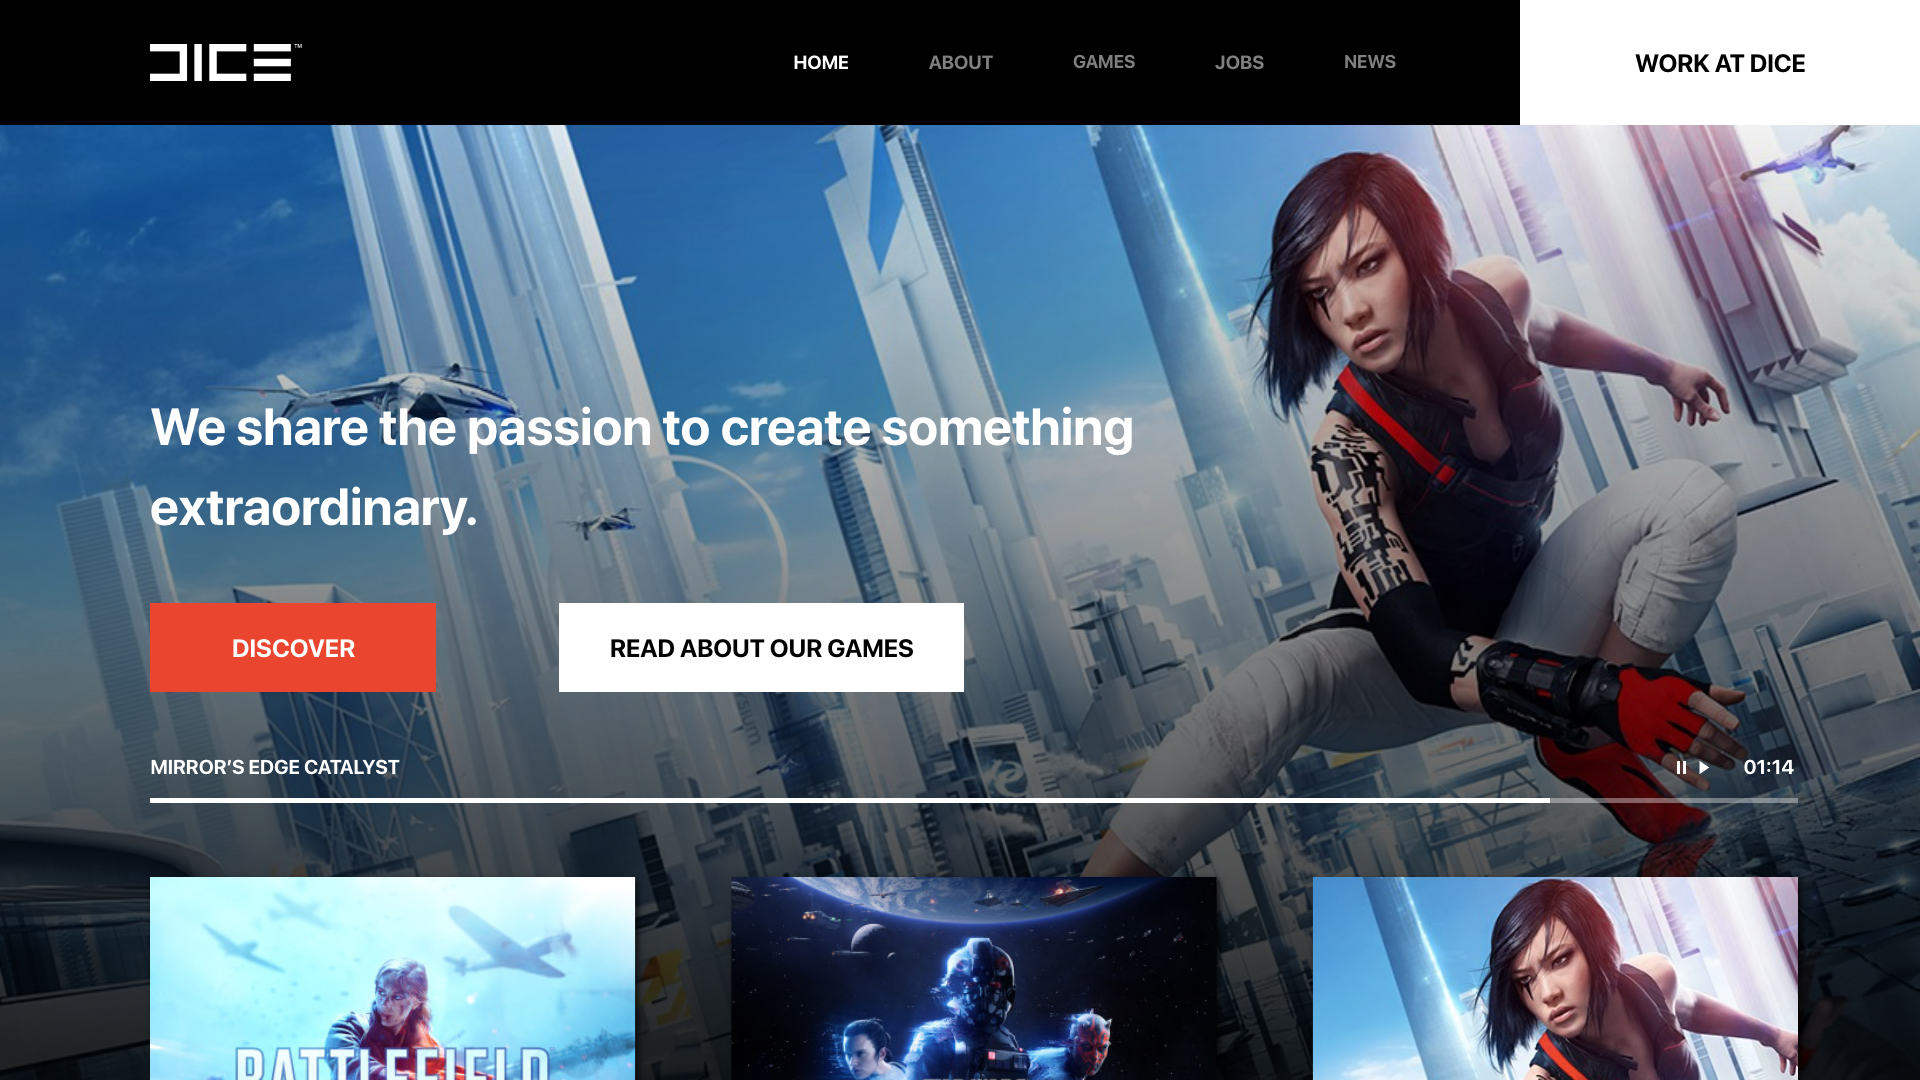 DICE™
HOME
ABOUT
GAMES
JOBS
NEWS
WORK AT DICE
We share the passion to create something
extraordinary.
DISCOVER
READ ABOUT OUR GAMES
MIRROR’S EDGE CATALYST
01:14
BATTLEFIELD